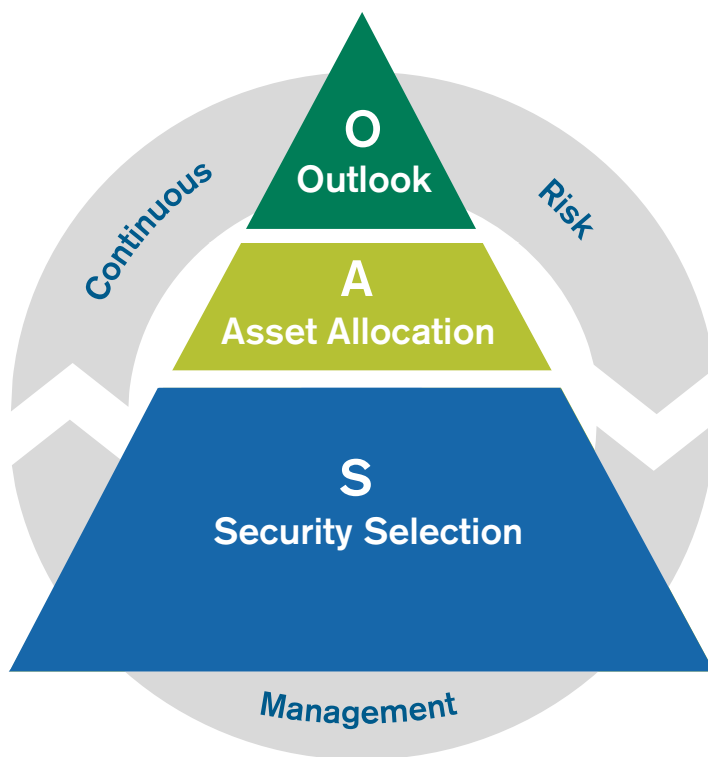 Continuous
Risk
Management
O
Outlook
A
Asset Allocation
S
Security Selection